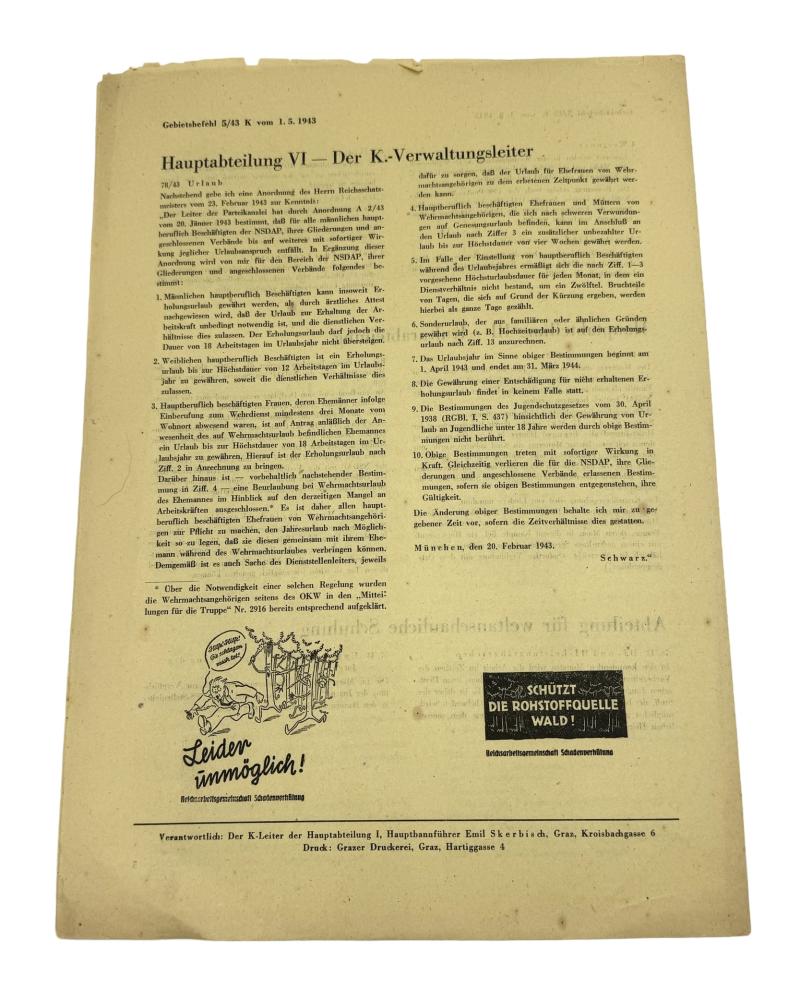 Gebietsbefehl 5/43 K vom 1. 5. 1943
Hauptabteilung VI — Der K.-Verwaltungsleiter
78/43 Urlaub
Nachstehend gebe ich eine Anordnung des Herrn Reichsschatz-
meisters vom 23. Februar 1943 zur Kenntnis:
„Der Leiter der Parteikanzlei hat durch Anordnung A 2/43
vom 20. Jänner 1943 bestimmt, daß für alle männlichen haupt-
beruflich Beschäftigten der NSDAP, ihrer Gliederungen und an-
geschlossenen Verbände bis auf weiteres mit sofortiger Wir-
kung jeglicher Urlaubsanspruch entfällt. In Ergänzung dieser
Anordnung wird von mir für den Bereich der NSDAP, ihrer
Gliederungen und angeschlossenen Verbände folgendes be-
stimmt:
1. Männlichen hauptberuflich Beschäftigten kann insoweit Er-
holungsurlaub gewährt werden, als durch ärztliches Attest
nachgewiesen wird, daß der Urlaub zur Erhaltung der Ar-
beitskraft unbedingt notwendig ist, und die dienstlichen Ver-
hältnisse dies zulassen. Der Erholungsurlaub darf jedoch die
Dauer von 18 Arbeitstagen im Urlaubsjahr nicht übersteigen.
2. Weiblichen hauptberuflich Beschäftigten ist ein Erholungs-
urlaub bis zur Höchstdauer von 12 Arbeitstagen im Urlaubs-
jahr zu gewähren, soweit die dienstlichen Verhältnisse dies
zulassen.
3. Hauptberuflich beschäftigten Frauen, deren Ehemänner infolge
Einberufung zum Wehrdienst mindestens drei Monate vom
Wohnort abwesend waren, ist auf Antrag anläßlich der An-
wesenheit des auf Wehrmachtsurlaub befindlichen Ehemannes
ein Urlaub bis zur Höchstdauer von 18 Arbeitstagen im Ur-
laubsjahr zu gewähren. Hierauf ist der Erholungsurlaub nach
Ziff. 2 in Anrechnung zu bringen.
Darüber hinaus ist — vorbehaltlich nachstehender Bestim-
mung in Ziff. 4 — eine Beurlaubung bei Wehrmachtsurlaub
des Ehemannes im Hinblick auf den derzeitigen Mangel an
Arbeitskräften ausgeschlossen.* Es ist daher allen haupt-
beruflich beschäftigten Ehefrauen von Wehrmachtsangehöri-
gen zur Pflicht zu machen, den Jahresurlaub nach Möglich-
keit so zu legen, daß sie diesen gemeinsam mit ihrem Ehe-
mann während des Wehrmachtsurlaubes verbringen können.
Demgemäß ist es auch Sache des Dienststellenleiters, jeweils
* Über die Notwendigkeit einer solchen Regelung wurden
die Wehrmachtsangehörigen seitens des OKW in den „Mittei-
lungen für die Truppe“ Nr. 2916 bereits entsprechend aufgeklärt.
dafür zu sorgen, daß der Urlaub für Ehefrauen von Wehr-
machtsangehörigen zu dem erbetenen Zeitpunkt gewährt wer-
den kann.
4. Hauptberuflich beschäftigten Ehefrauen und Müttern von
Wehrmachtsangehörigen, die sich nach schweren Verwundun-
gen auf Genesungsurlaub befinden, kann im Anschluß an
den Urlaub nach Ziffer 3 ein zusätzlicher unbezahlter Ur-
laub bis zur Höchstdauer von vier Wochen gewährt werden.
5. Im Falle der Einstellung von hauptberuflich Beschäftigten
während des Urlaubsjahres ermäßigt sich die nach Ziff. 1—3
vorgesehene Höchsturlaubsdauer für jeden Monat, in dem ein
Dienstverhältnis nicht bestand, um ein Zwölftel. Bruchteile
von Tagen, die sich auf Grund der Kürzung ergeben, werden
hierbei als ganze Tage gezählt.
6. Sonderurlaub, der aus familiären oder ähnlichen Gründen
gewährt wird (z. B. Hochzeitsurlaub) ist auf den Erholungs-
urlaub nach Ziff. 13 anzurechnen.
7. Das Urlaubsjahr im Sinne obiger Bestimmungen beginnt am
1. April 1943 und endet am 31. März 1944.
8. Die Gewährung einer Entschädigung für nicht erhaltenen Er-
holungsurlaub findet in keinem Falle statt.
9. Die Bestimmungen des Jugendschutzgesetzes vom 30. April
1938 (RGBl. I, S. 437) hinsichtlich der Gewährung von Ur-
laub an Jugendliche unter 18 Jahre werden durch obige Bestim-
mungen nicht berührt.
10. Obige Bestimmungen treten mit sofortiger Wirkung in
Kraft. Gleichzeitig verlieren die für die NSDAP, ihre Glie-
derungen und angeschlossene Verbände erlassenen Bestim-
mungen, sofern sie obigen Bestimmungen entgegenstehen, ihre
Gültigkeit.
Die Änderung obiger Bestimmungen behalte ich mir zu ge-
gebener Zeit vor, sofern die Zeitverhältnisse dies gestatten.
München, den 20. Februar 1943.
Schwarz.“
Hilfe! Hilfe!
Sie schlagen
mich tot!
Leider
unmöglich!
Reichsarbeitsgemeinschaft Schadenverhütung
SCHÜTZT
DIE ROHSTOFFQUELLE
WALD!
Reichsarbeitsgemeinschaft Schadenverhütung
Verantwortlich: Der K-Leiter der Hauptabteilung I, Hauptbannführer Emil Skerbisch, Graz, Kroisbachgasse 6
Druck: Grazer Druckerei, Graz, Hartiggasse 4